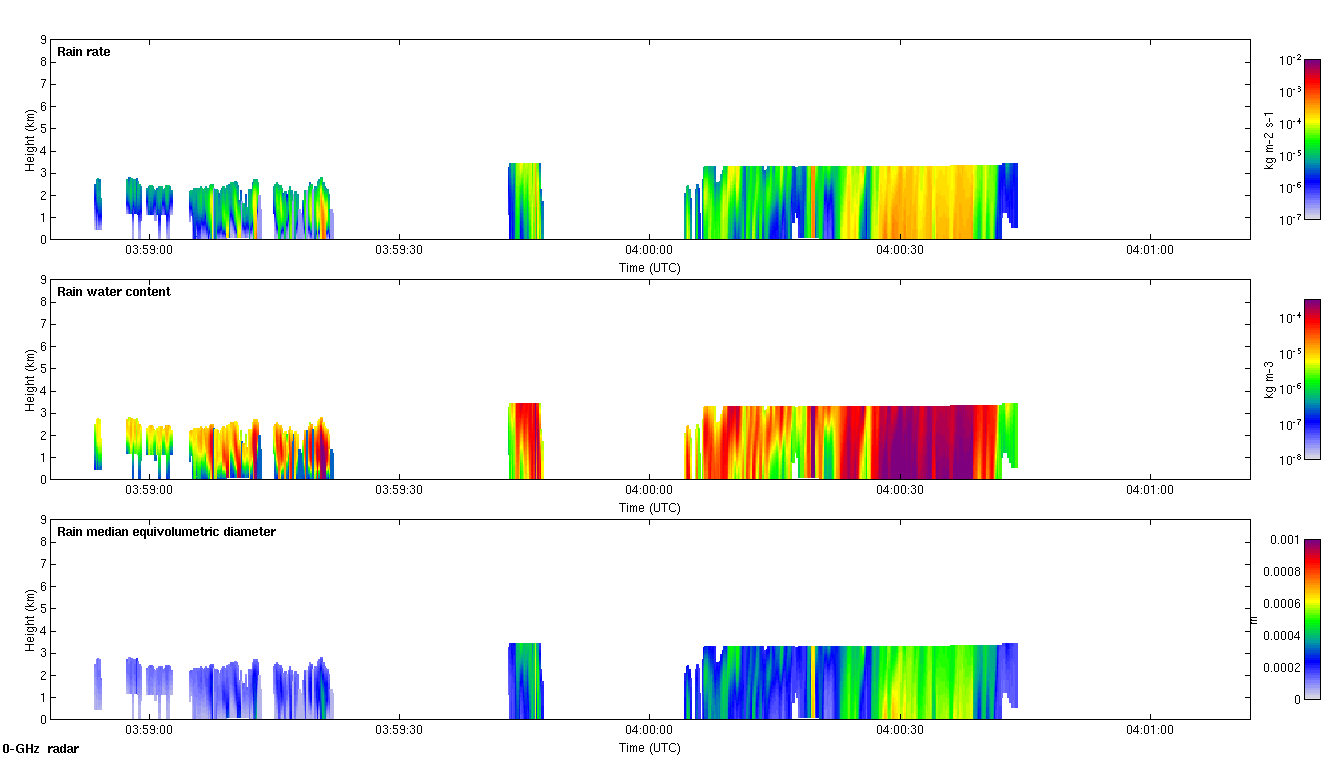 Rain rate
9
8
7
6
5
4
3
2
1
0
Height (km)
03:59:00 03:59:30 04:00:00 04:00:30 04:01:00
Time (UTC)
10-2
10-3
10-4
10-5
10-6
10-7
kg m-2 s-1
Rain water content
9
8
7
6
5
4
3
2
1
0
Height (km)
03:59:00 03:59:30 04:00:00 04:00:30 04:01:00
Time (UTC)
10-4
10-5
10-6
10-7
10-8
kg m-3
Rain median equivolumetric diameter
9
8
7
6
5
4
3
2
1
0
Height (km)
03:59:00 03:59:30 04:00:00 04:00:30 04:01:00
Time (UTC)
0.001
0.0008
0.0006
0.0004
0.0002
0
m
0-GHz radar